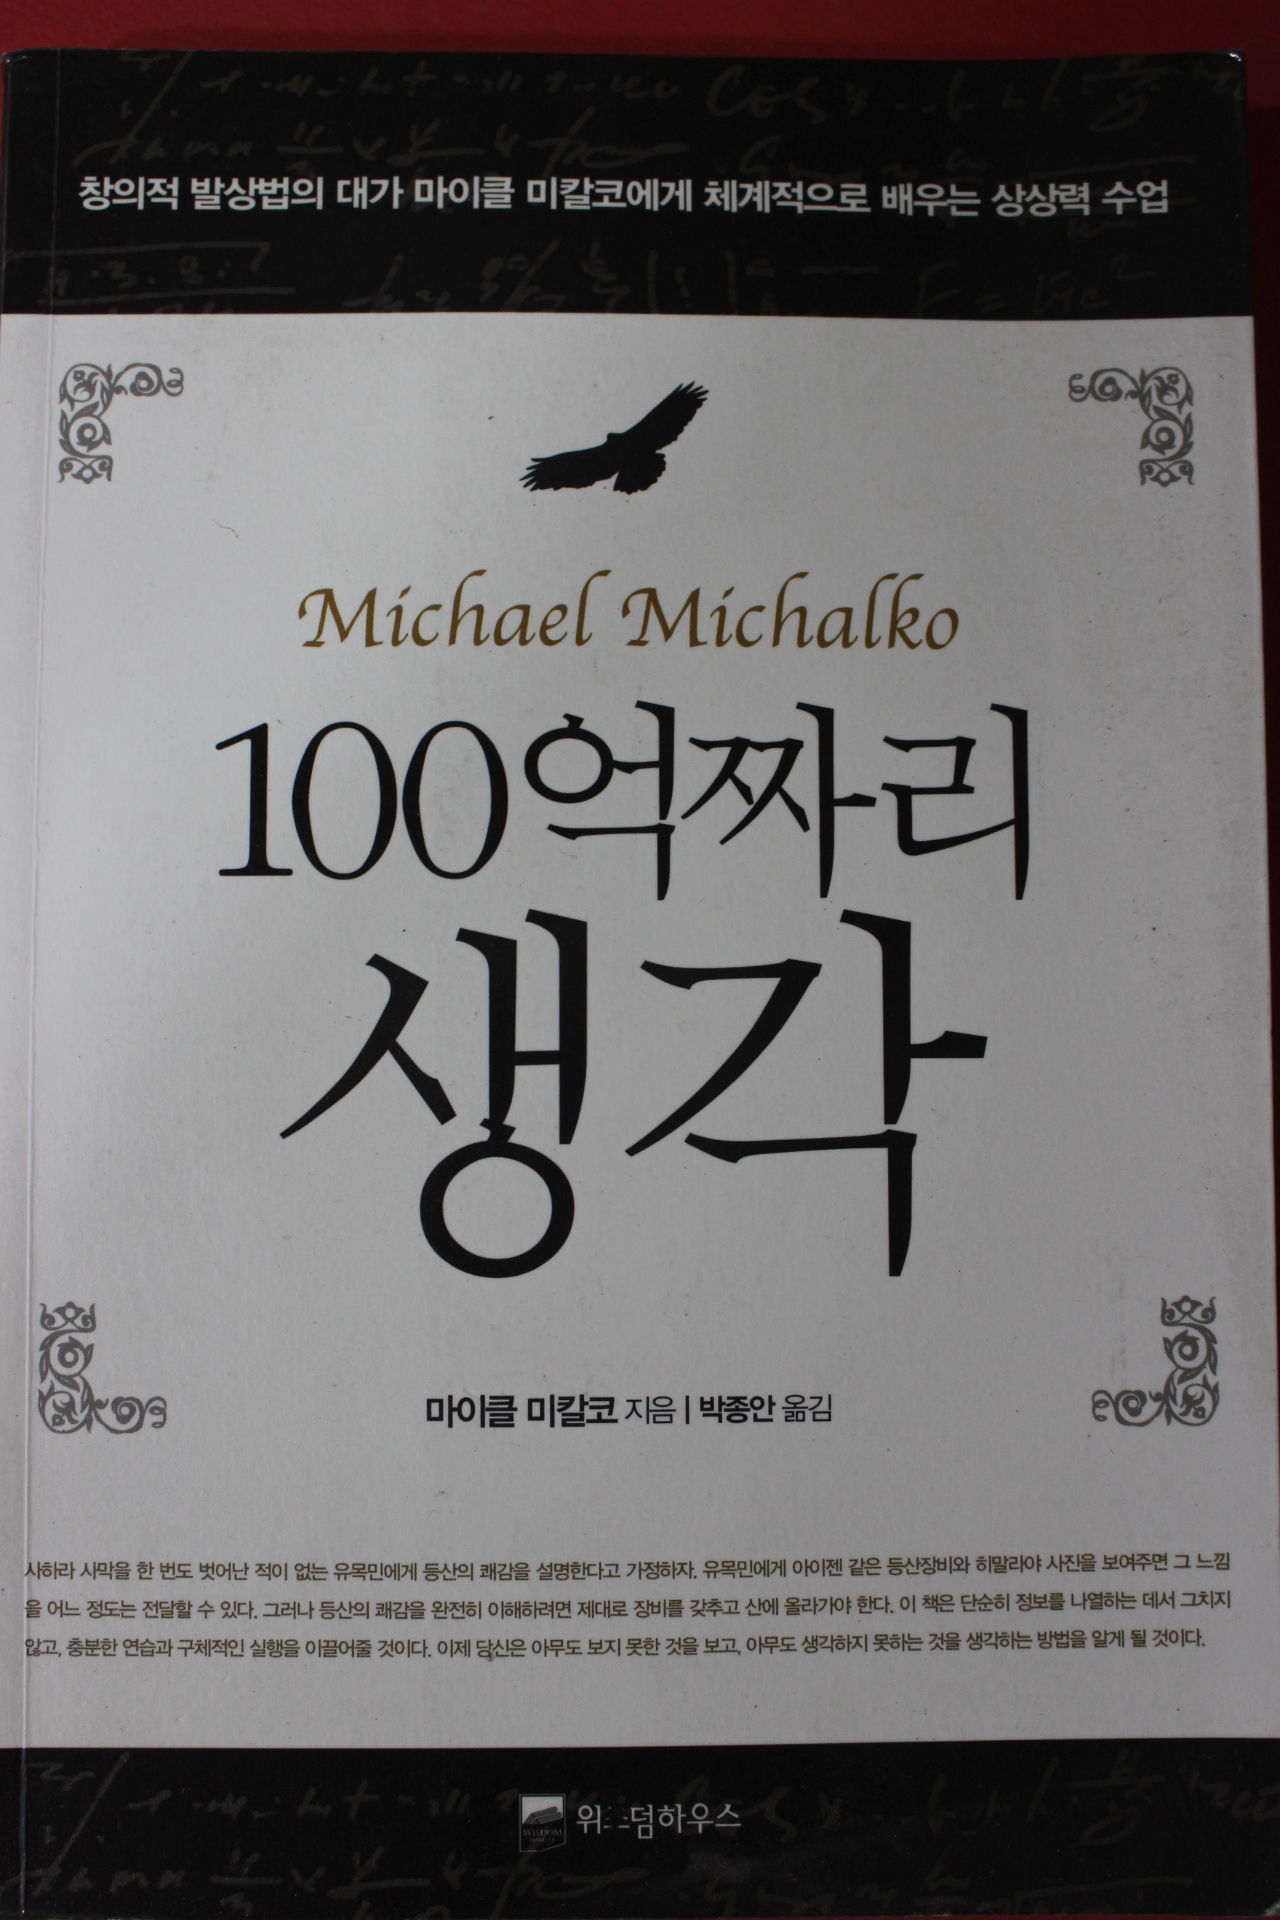 창의적 발상법의 대가 마이클 미칼코에게 체계적으로 배우는 상상력 수업
Michael Michalko
100억짜리
생각
마이클 미칼코 지음 | 박종안 옮김
사하라 사막을 한 번도 벗어난 적이 없는 유목민에게 등산의 쾌감을 설명한다고 가정하자. 유목민에게 아이젠 같은 등산장비와 히말라야 사진을 보여주면 그 느낌
을 어느 정도는 전달할 수 있다. 그러나 등산의 쾌감을 완전히 이해하려면 제대로 장비를 갖추고 산에 올라가야 한다. 이 책은 단순히 정보를 나열하는 데서 그치지
않고, 충분한 연습과 구체적인 실행을 이끌어줄 것이다. 이제 당신은 아무도 보지 못한 것을 보고, 아무도 생각하지 못하는 것을 생각하는 방법을 알게 될 것이다.
WISDOM HOUSE 위즈덤하우스